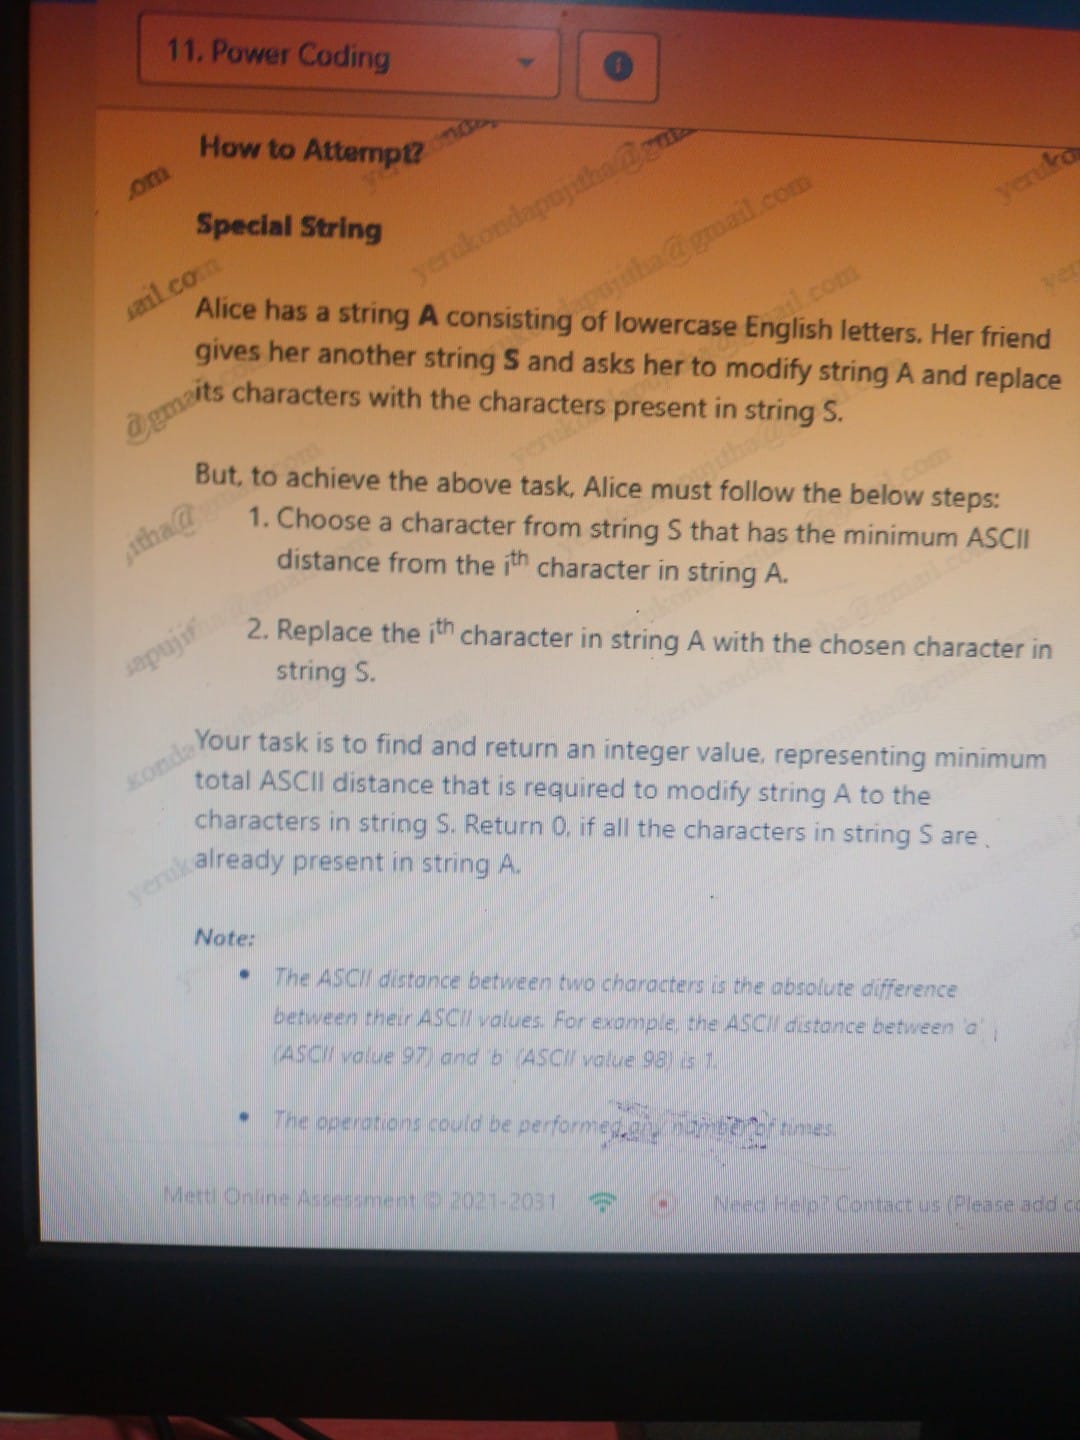 11. Power Coding
How to Attempt?
Special String
Alice has a string A consisting of lowercase English letters. Her friend
gives her another string S and asks her to modify string A and replace
its characters with the characters present in string S.
But, to achieve the above task, Alice must follow the below steps:
1. Choose a character from string S that has the minimum ASCII
distance from the ith character in string A.
2. Replace the ith character in string A with the chosen character in
string S.
Your task is to find and return an integer value, representing minimum
total ASCII distance that is required to modify string A to the
characters in string S. Return 0, if all the characters in string S are
already present in string A.
Note:
• The ASCII distance between two characters is the absolute difference
between their ASCII values. For example, the ASCII distance between 'a'
(ASCII value 97) and 'b' (ASCII value 98) is 1.
• The operations could be performed any number of times.
Mettl Online Assessment © 2021-2031 Need Help? Contact us (Please add